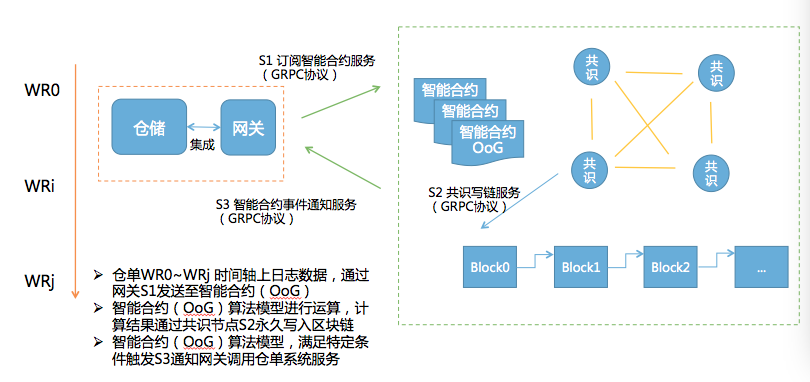 S1 订阅智能合约服务
（GRPC协议）
WR0
仓储
网关
集成
智能合约
智能合约
智能合约
OoG
共识
共识
共识
共识
WRi
S3 智能合约事件通知服务
（GRPC协议）
S2 共识写链服务
（GRPC协议）
WRj
Block0
Block1
Block2
...
➢ 仓单WR0~WRj 时间轴上日志数据，通过
网关S1发送至智能合约（OoG）
➢ 智能合约（OoG）算法模型进行运算，计
算结果通过共识节点S2永久写入区块链
➢ 智能合约（OoG）算法模型，满足特定条
件触发S3通知网关调用仓单系统服务